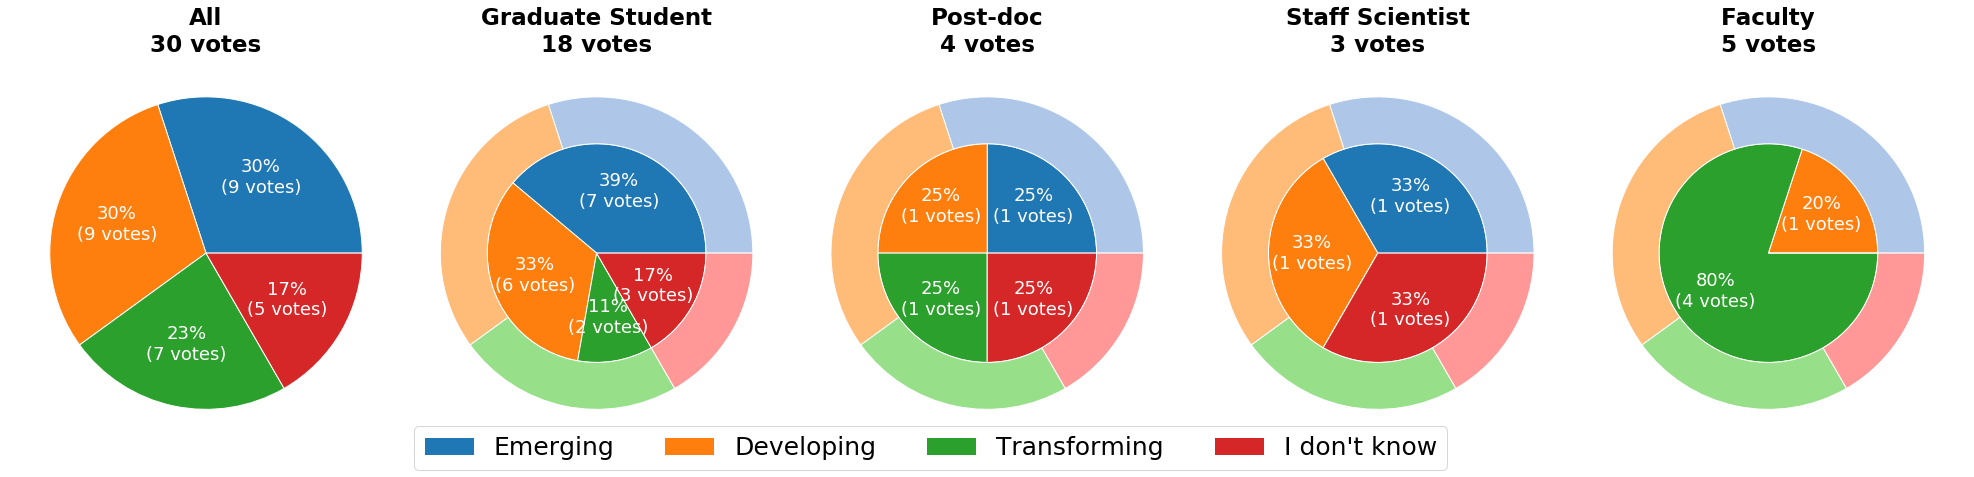 All
30 votes
30%
(9 votes)
30%
(9 votes)
23%
(7 votes)
17%
(5 votes)
Graduate Student
18 votes
39%
(7 votes)
33%
(6 votes)
11%
(2 votes)
17%
(3 votes)
Post-doc
4 votes
25%
(1 votes)
25%
(1 votes)
25%
(1 votes)
25%
(1 votes)
Staff Scientist
3 votes
33%
(1 votes)
33%
(1 votes)
33%
(1 votes)
Faculty
5 votes
20%
(1 votes)
80%
(4 votes)
Emerging
Developing
Transforming
I don't know